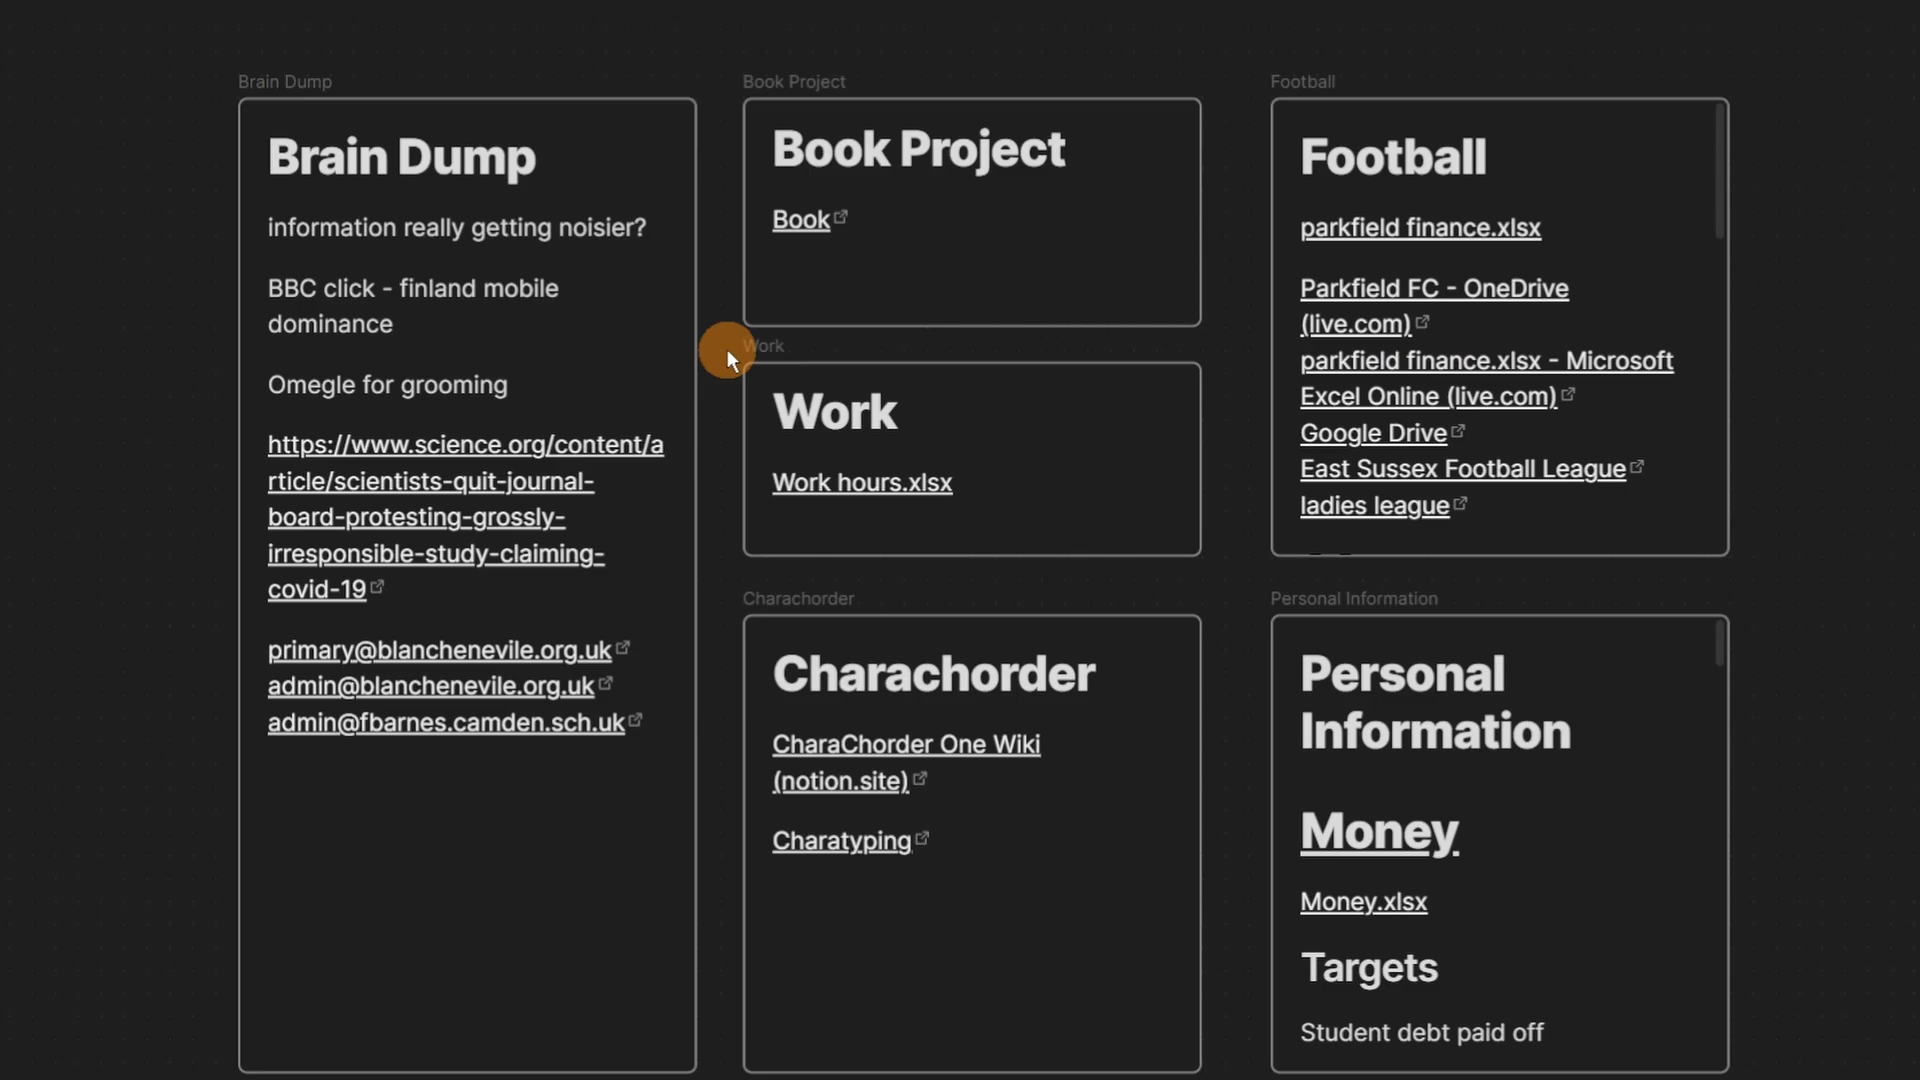 Brain Dump
Brain Dump
information really getting noisier?
BBC click - finland mobile
dominance
Omegle for grooming
https://www.science.org/content/a
rticle/scientists-quit-journal-
board-protesting-grossly-
irresponsible-study-claiming-
covid-19
primary@blanchenevile.org.uk
admin@blanchenevile.org.uk
admin@fbarnes.camden.sch.uk
Book Project
Book Project
Book
Work
Work
Work hours.xlsx
Charachorder
Charachorder
CharaChorder One Wiki
(notion.site)
Charatyping
Football
Football
parkfield finance.xlsx
Parkfield FC - OneDrive
(live.com)
parkfield finance.xlsx - Microsoft
Excel Online (live.com)
Google Drive
East Sussex Football League
ladies league
Personal Information
Personal
Information
Money
Money.xlsx
Targets
Student debt paid off